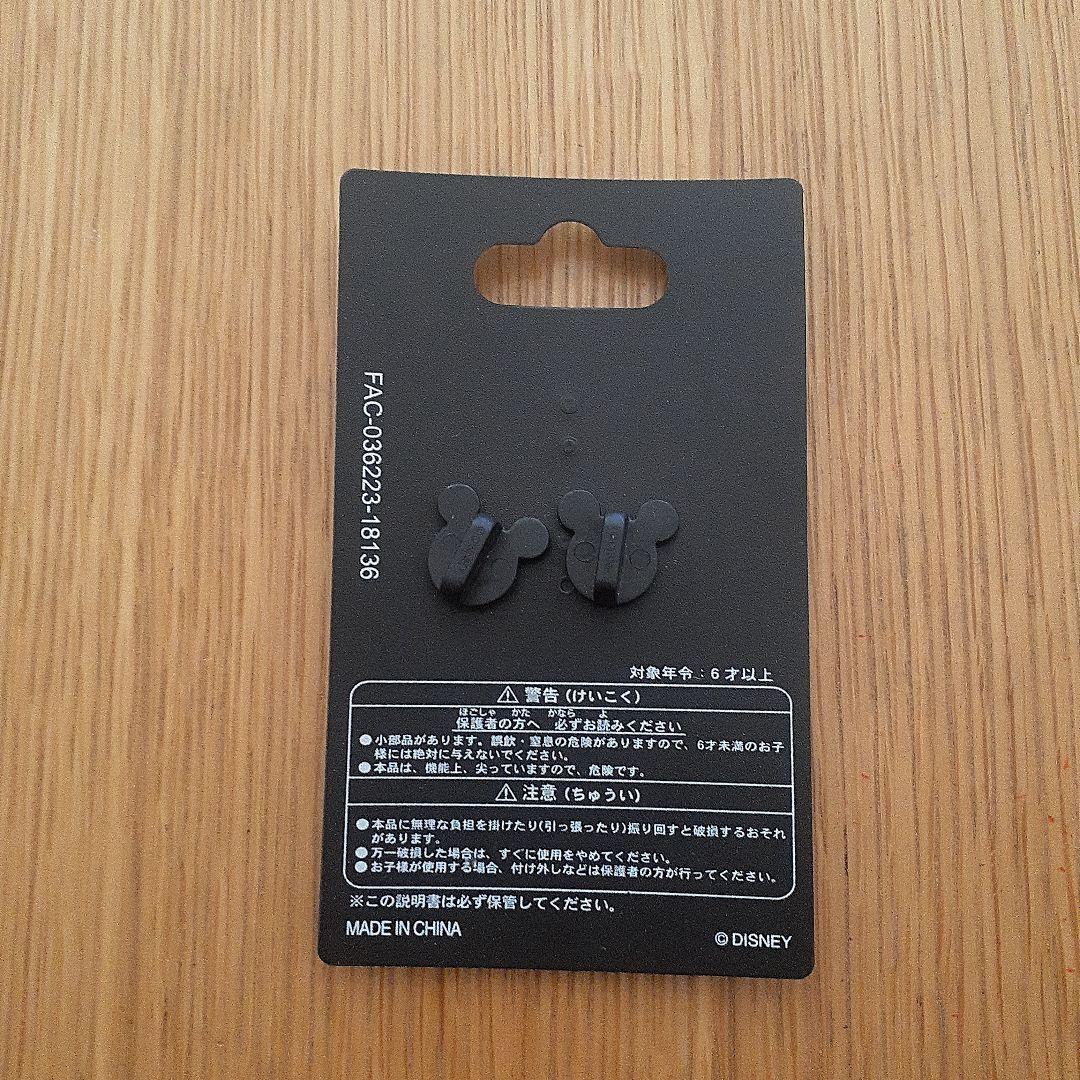 FAC-036223-18136
対象年令：6才以上
⚠ 警告（けいこく）
ほごしゃ かた かなら よ
保護者の方へ 必ずお読みください
●小部品があります。誤飲・窒息の危険がありますので、6才未満のお子
様には絶対に与えないでください。
●本品は、機能上、尖っていますので、危険です。
⚠ 注意（ちゅうい）
●本品に無理な負担を掛けたり（引っ張ったり）振り回すと破損するおそれ
があります。
●万一破損した場合は、すぐに使用をやめてください。
●お子様が使用する場合、付け外しなどは保護者の方が行ってください。
※この説明書は必ず保管してください。
MADE IN CHINA
© DISNEY